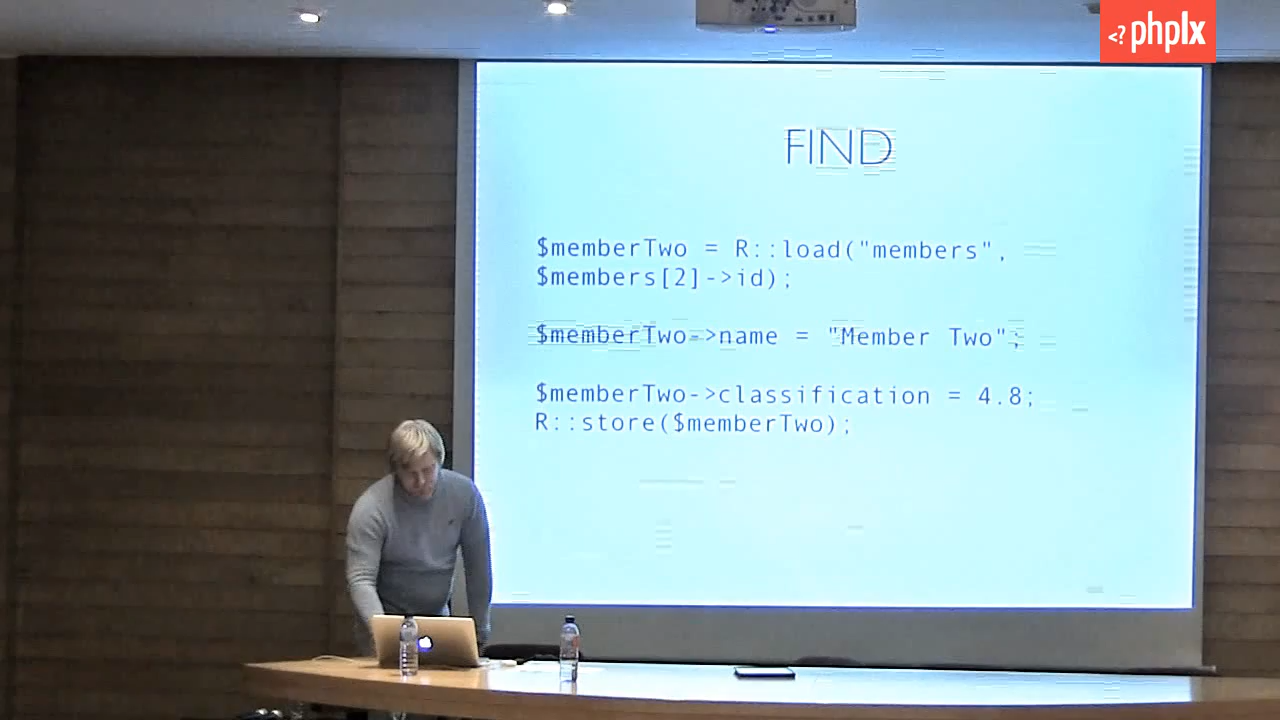 <? phplx
FIND
$memberTwo = R::load("members",
$members[2]->id);
$memberTwo->name = "Member Two";
$memberTwo->classification = 4.8;
R::store($memberTwo);